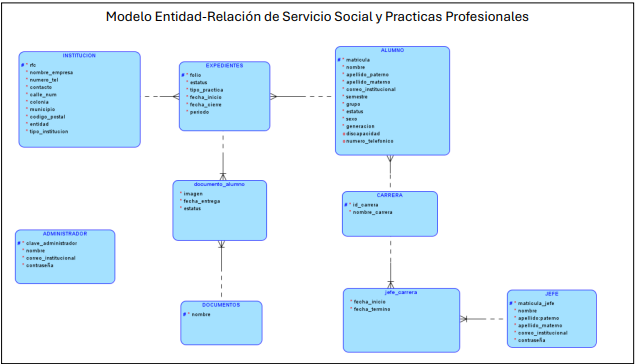 Modelo Entidad-Relación de Servicio Social y Practicas Profesionales
INSTITUCION
# * rfc
* nombre_empresa
* numero_tel
* contacto
* calle_num
* colonia
* municipio
* codigo_postal
* entidad
* tipo_institucion
EXPEDIENTES
# * folio
* estatus
* tipo_practica
* fecha_inicio
* fecha_cierre
* periodo
ALUMNO
# * matricula
* nombre
* apellido_paterno
* apellido_materno
* correo_institucional
* semestre
* grupo
* estatus
* sexo
* generacion
o discapacidad
o numero_telefonico
documento_alumno
* imagen
* fecha_entrega
* estatus
CARRERA
# * id_carrera
* nombre_carrera
ADMINISTRADOR
# * clave_administrador
* nombre
* correo_institucional
* contraseña
DOCUMENTOS
# * nombre
jefe_carrera
* fecha_inicio
* fecha_termino
JEFE
# * matricula_jefe
* nombre
* apellido paterno
* apellido_materno
* correo_institucional
* contraseña